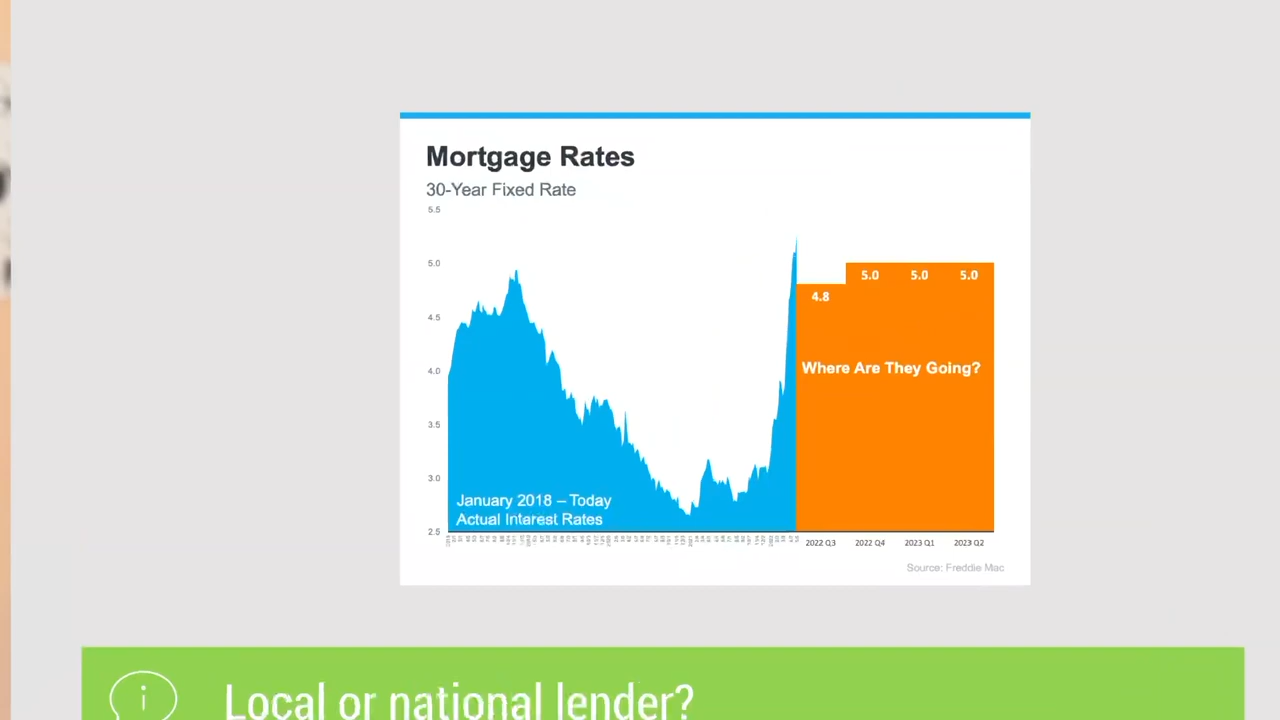 Mortgage Rates
30-Year Fixed Rate
5.5
5.0
4.5
4.0
3.5
3.0
2.5
5.0 5.0 5.0
4.8
Where Are They Going?
January 2018 – Today
Actual Interest Rates
2022 Q3 2022 Q4 2023 Q1 2023 Q2
Source: Freddie Mac
i
Local or national lender?